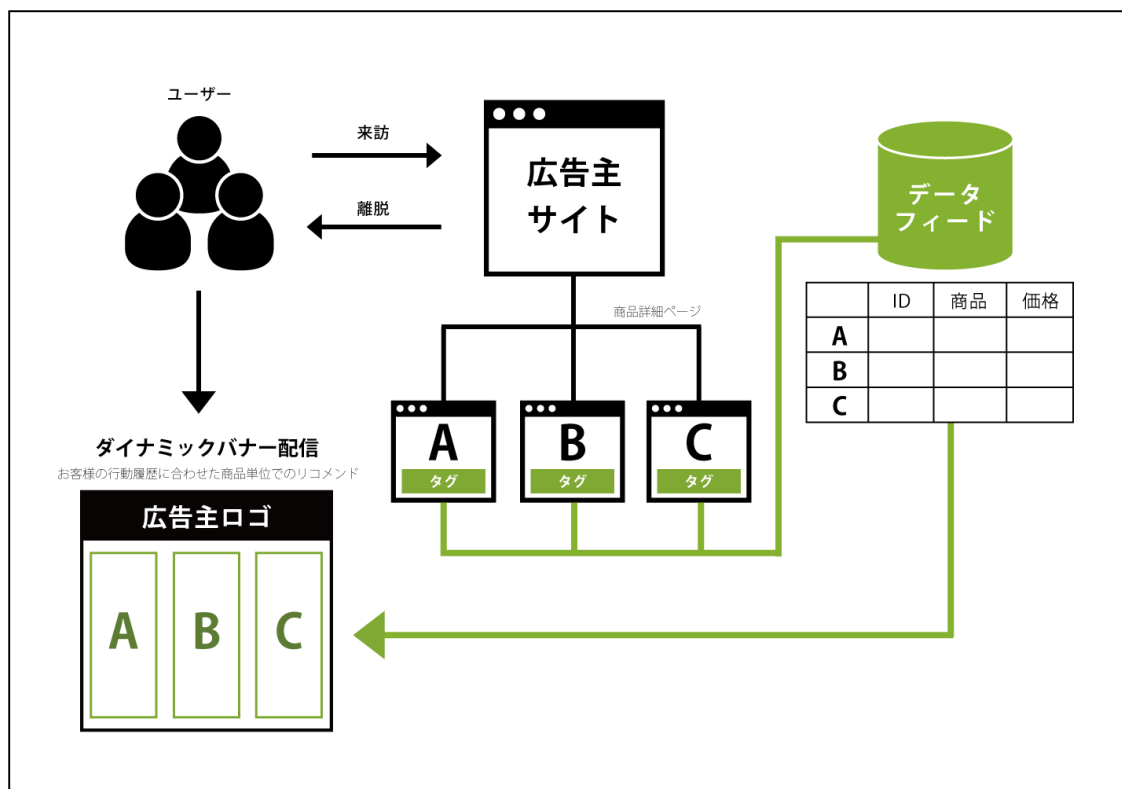 ユーザー
来訪
離脱
広告主
サイト
データ
フィード
商品詳細ページ
ID 商品 価格
A
B
C
A
タグ
B
タグ
C
タグ
ダイナミックバナー配信
お客様の行動履歴に合わせた商品単位でのリコメンド
広告主ロゴ
A B C